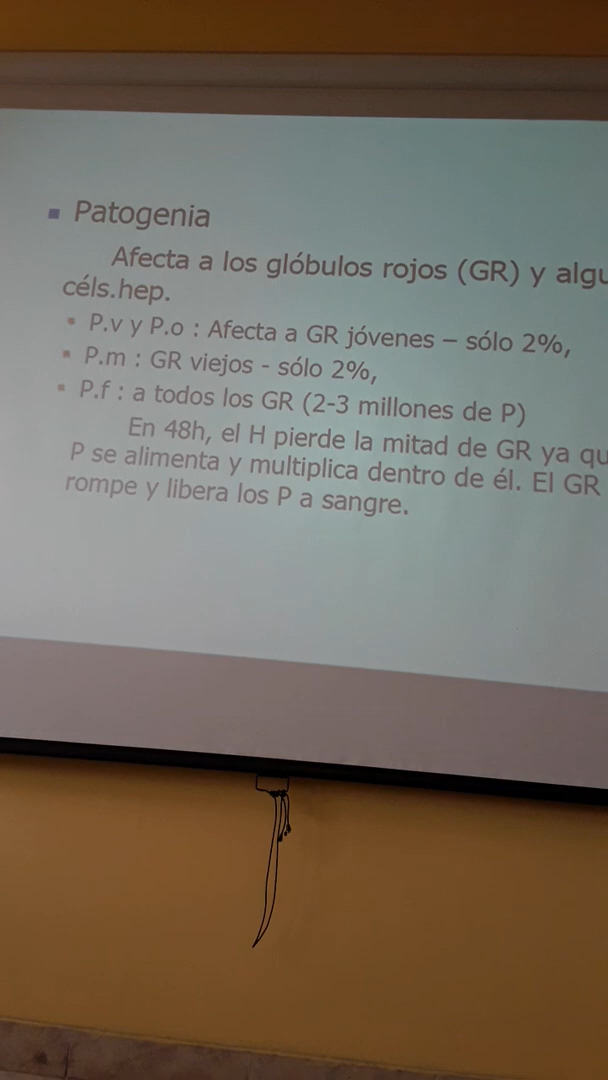 Patogenia
Afecta a los glóbulos rojos (GR) y algu
céls.hep.
P.v y P.o : Afecta a GR jóvenes – sólo 2%,
P.m : GR viejos - sólo 2%,
P.f : a todos los GR (2-3 millones de P)
En 48h, el H pierde la mitad de GR ya qu
P se alimenta y multiplica dentro de él. El GR
rompe y libera los P a sangre.